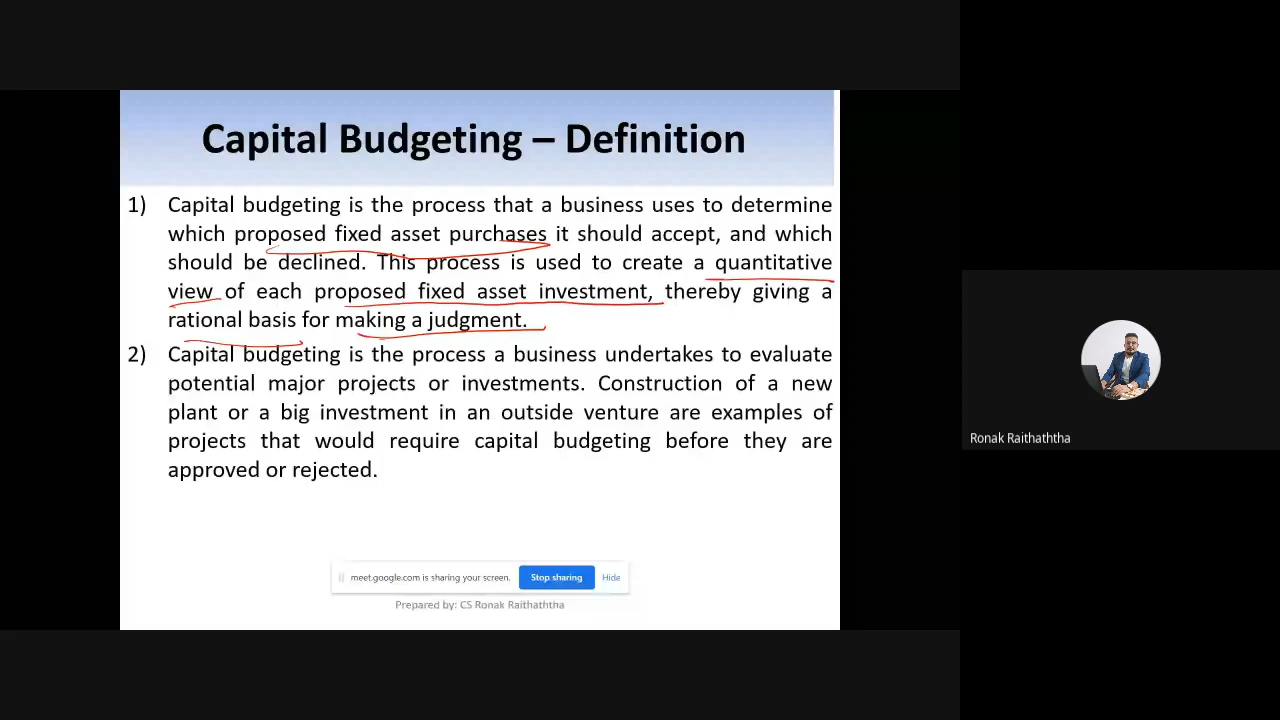 Capital Budgeting – Definition
1) Capital budgeting is the process that a business uses to determine
which proposed fixed asset purchases it should accept, and which
should be declined. This process is used to create a quantitative
view of each proposed fixed asset investment, thereby giving a
rational basis for making a judgment.
2) Capital budgeting is the process a business undertakes to evaluate
potential major projects or investments. Construction of a new
plant or a big investment in an outside venture are examples of
projects that would require capital budgeting before they are
approved or rejected.
Ronak Raithaththa
meet.google.com is sharing your screen. Stop sharing Hide
Prepared by: CS Ronak Raithaththa